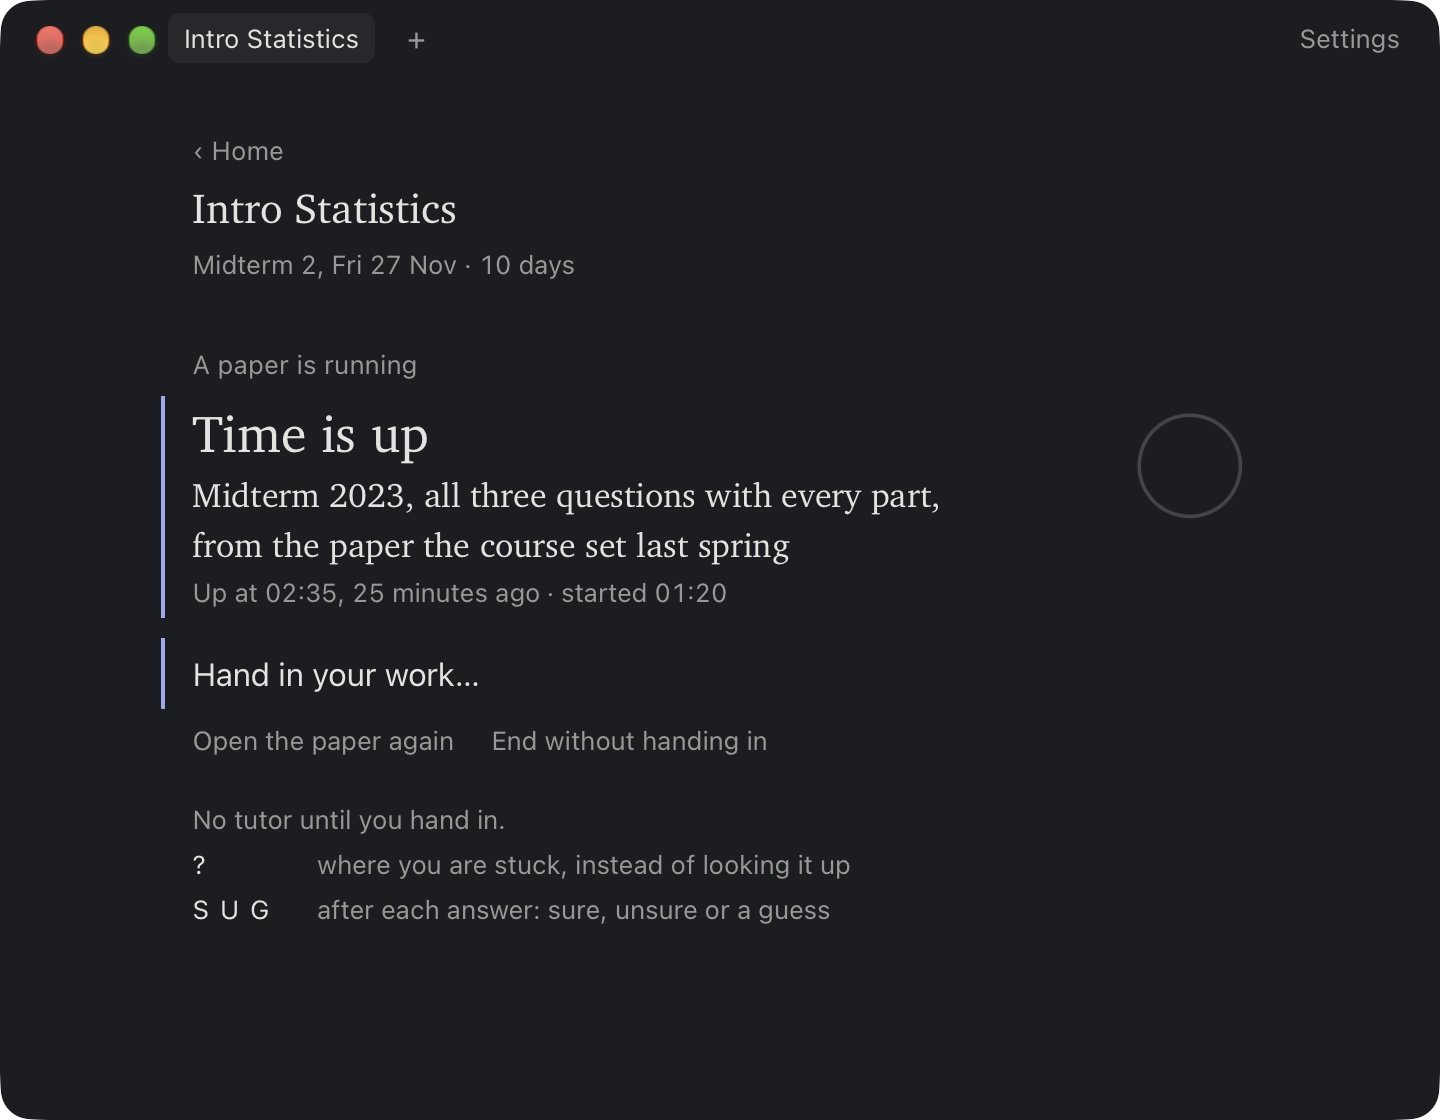 Intro Statistics
+
Settings
‹ Home
Intro Statistics
Midterm 2, Fri 27 Nov · 10 days
A paper is running
Time is up
Midterm 2023, all three questions with every part,
from the paper the course set last spring
Up at 02:35, 25 minutes ago · started 01:20
Hand in your work...
Open the paper again
End without handing in
No tutor until you hand in.
? where you are stuck, instead of looking it up
S U G after each answer: sure, unsure or a guess